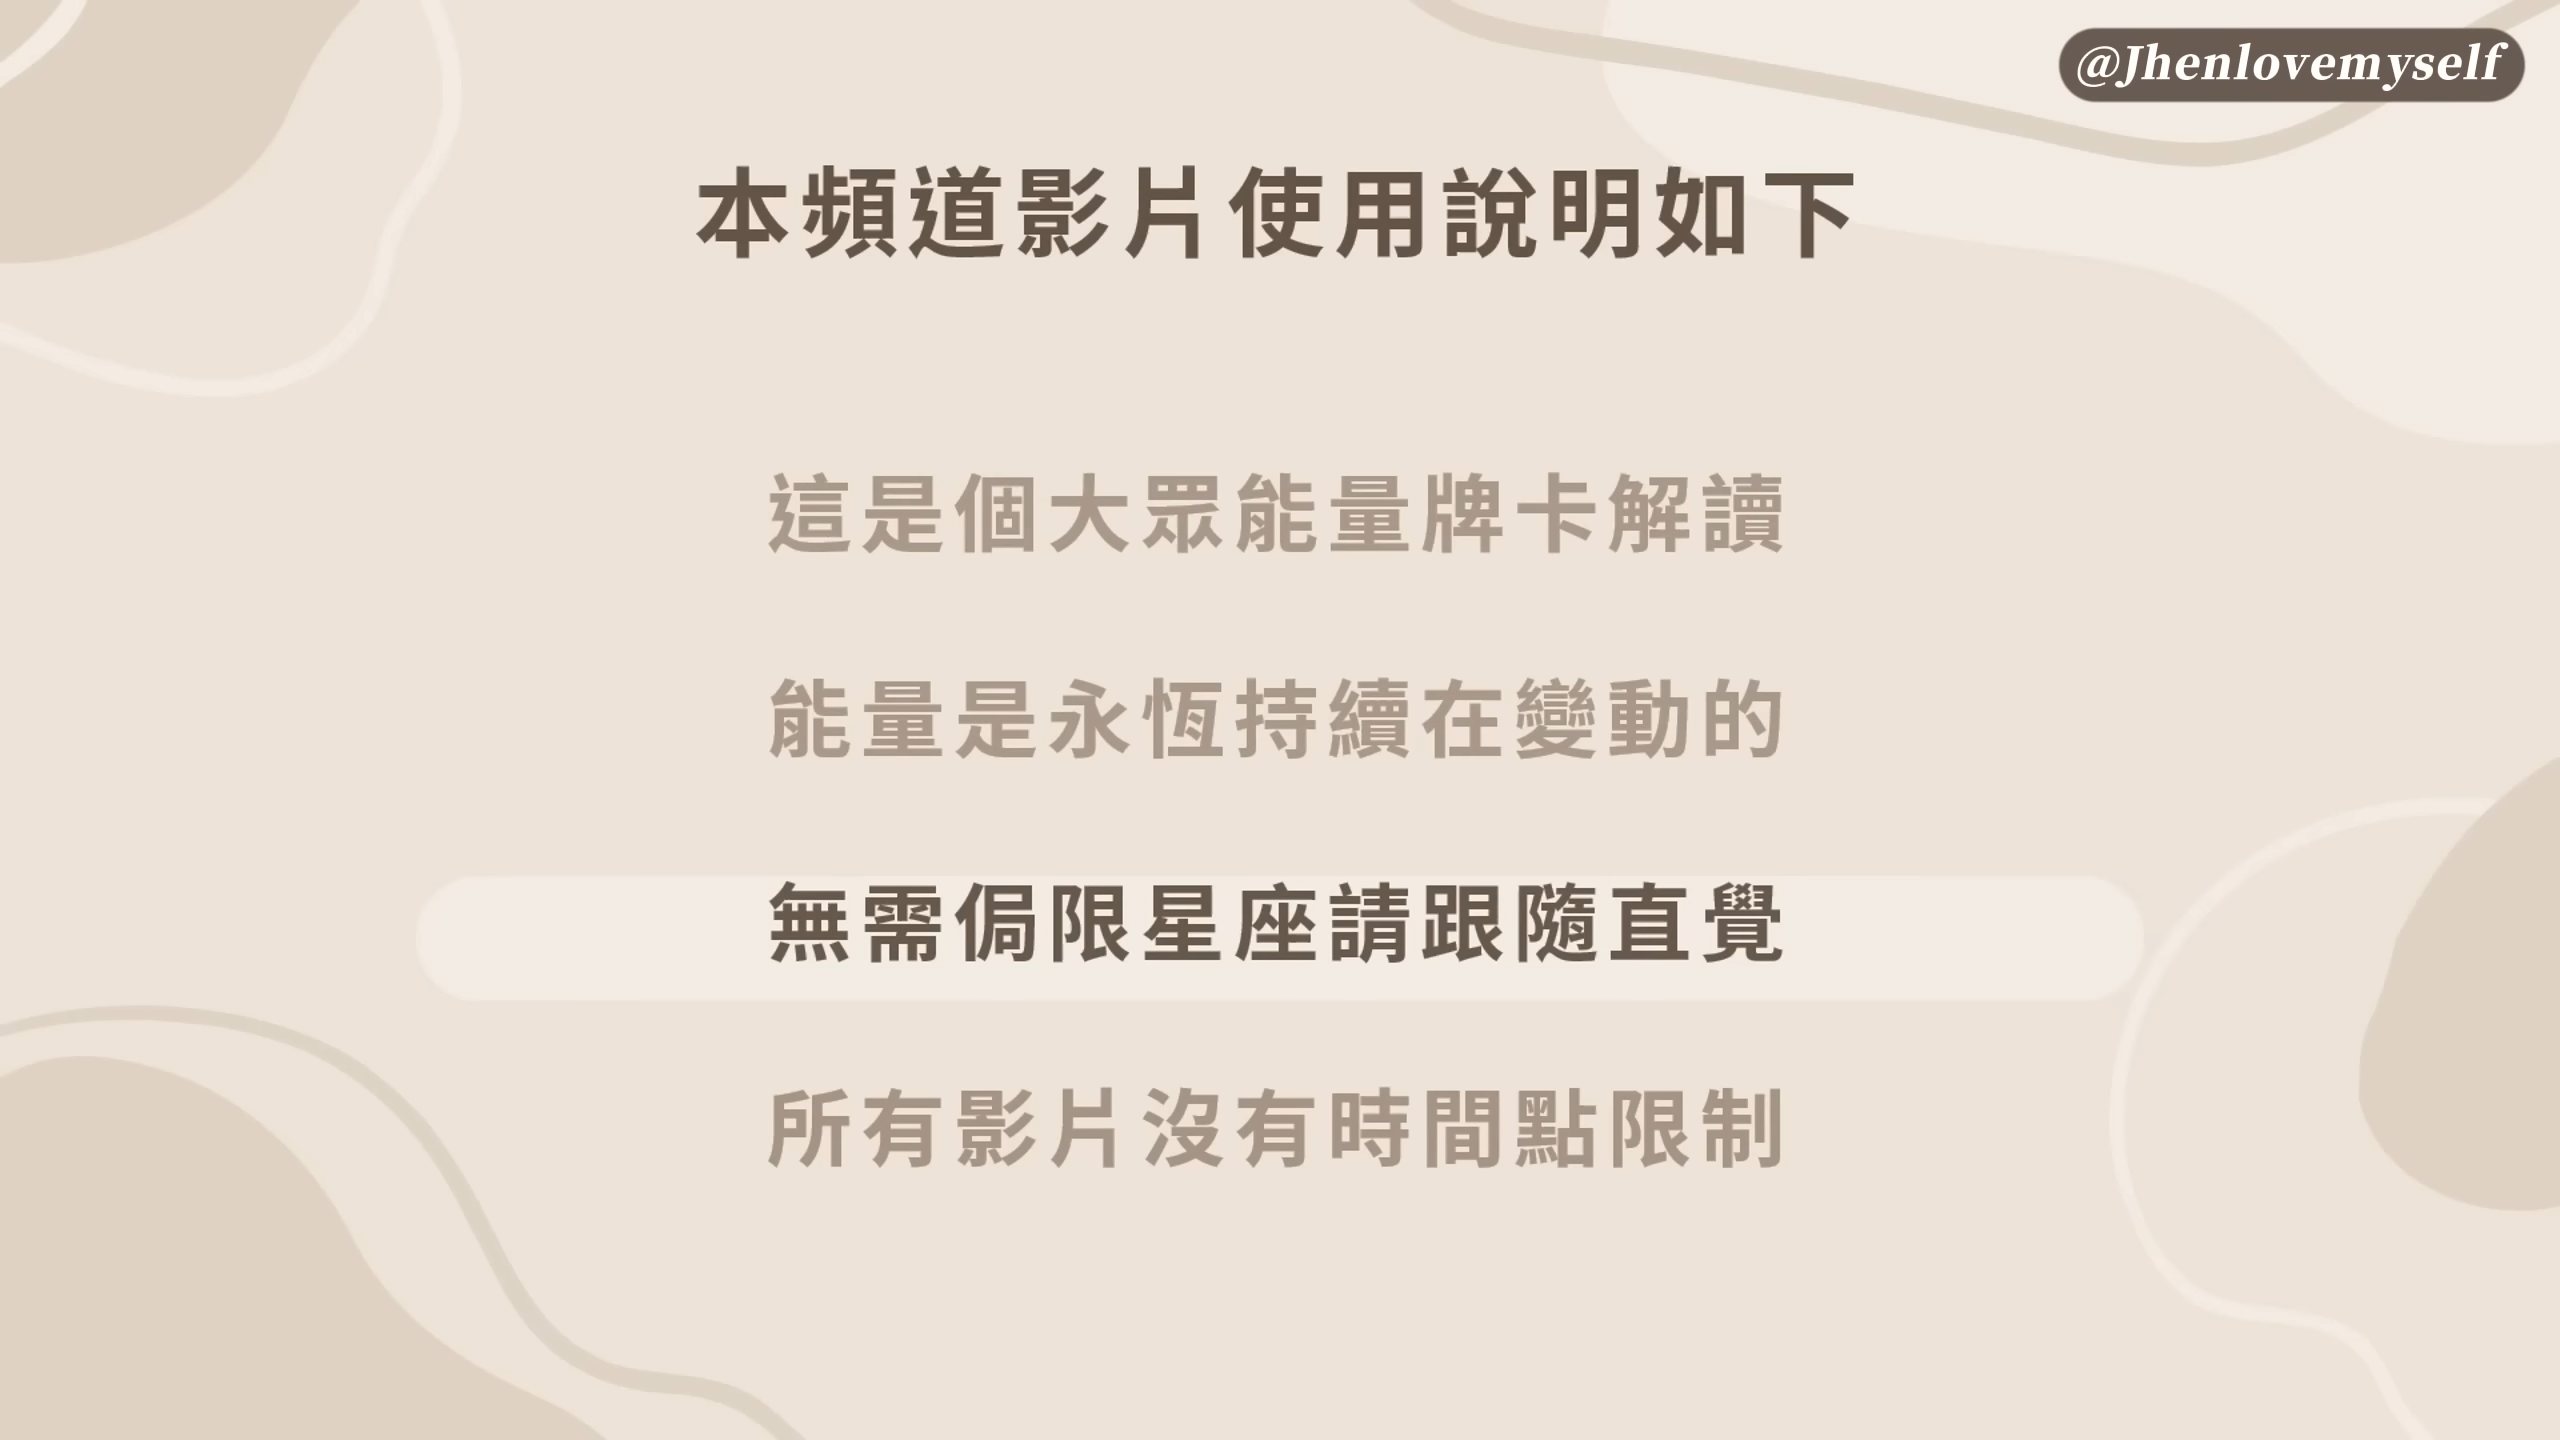 @Jhenlovemyself
本頻道影片使用說明如下
這是個大眾能量牌卡解讀
能量是永恆持續在變動的
無需侷限星座請跟隨直覺
所有影片沒有時間點限制